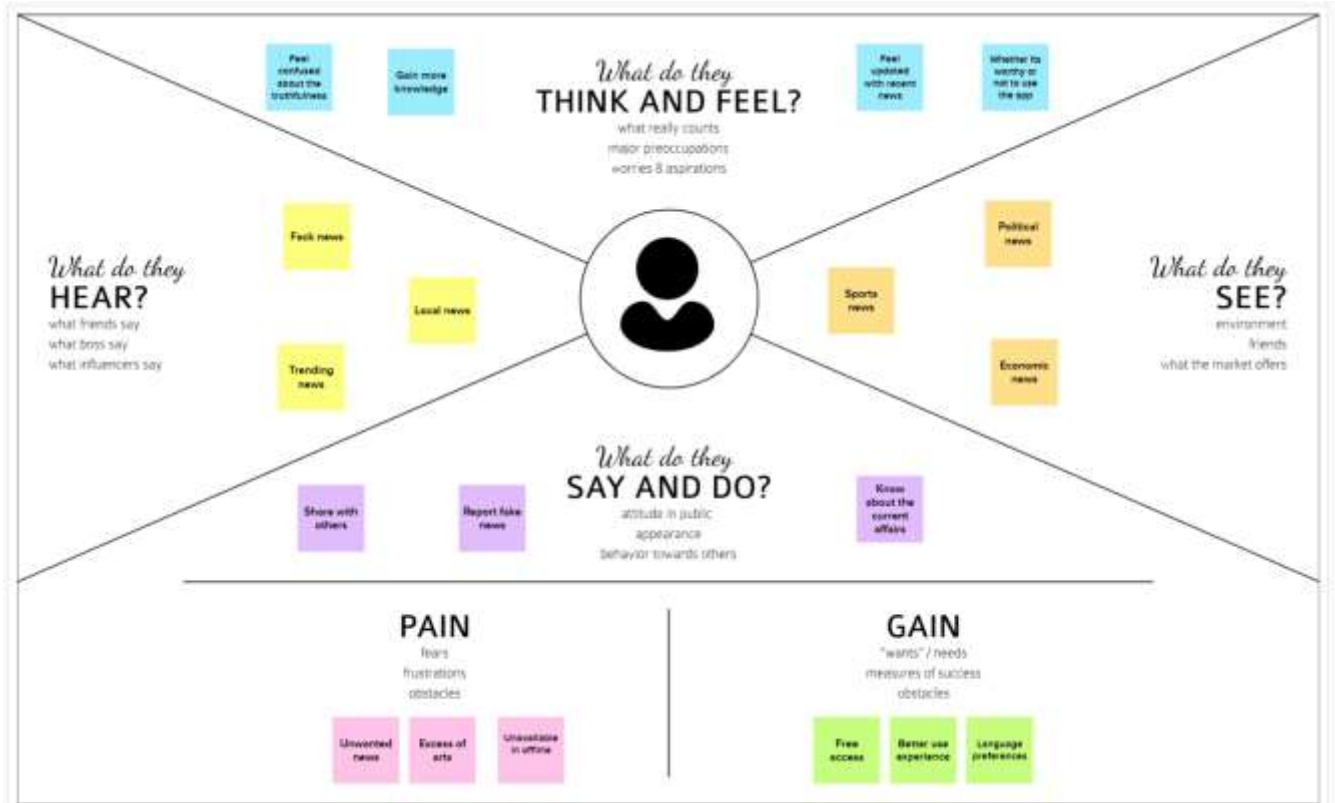 Feel
confused
about the
truthfulness
Gain more
knowledge
What do they
THINK AND FEEL?
what really counts
major preoccupations
worries & aspirations
Feel
updated
with recent
news
Whether its
worthy or
not to use
the app
What do they
HEAR?
what friends say
what boss say
what influencers say
Fack news
Local news
Trending
news
Sports
news
Political
news
Economic
news
What do they
SEE?
environment
friends
what the market offers
What do they
SAY AND DO?
attitude in public
appearance
behavior towards others
Share with
others
Report fake
news
Know
about the
current
affairs
PAIN
fears
frustrations
obstacles
Unwanted
news
Excess of
arts
Unavailable
in offline
GAIN
"wants" / needs
measures of success
obstacles
Free
access
Better use
experience
Language
preferences